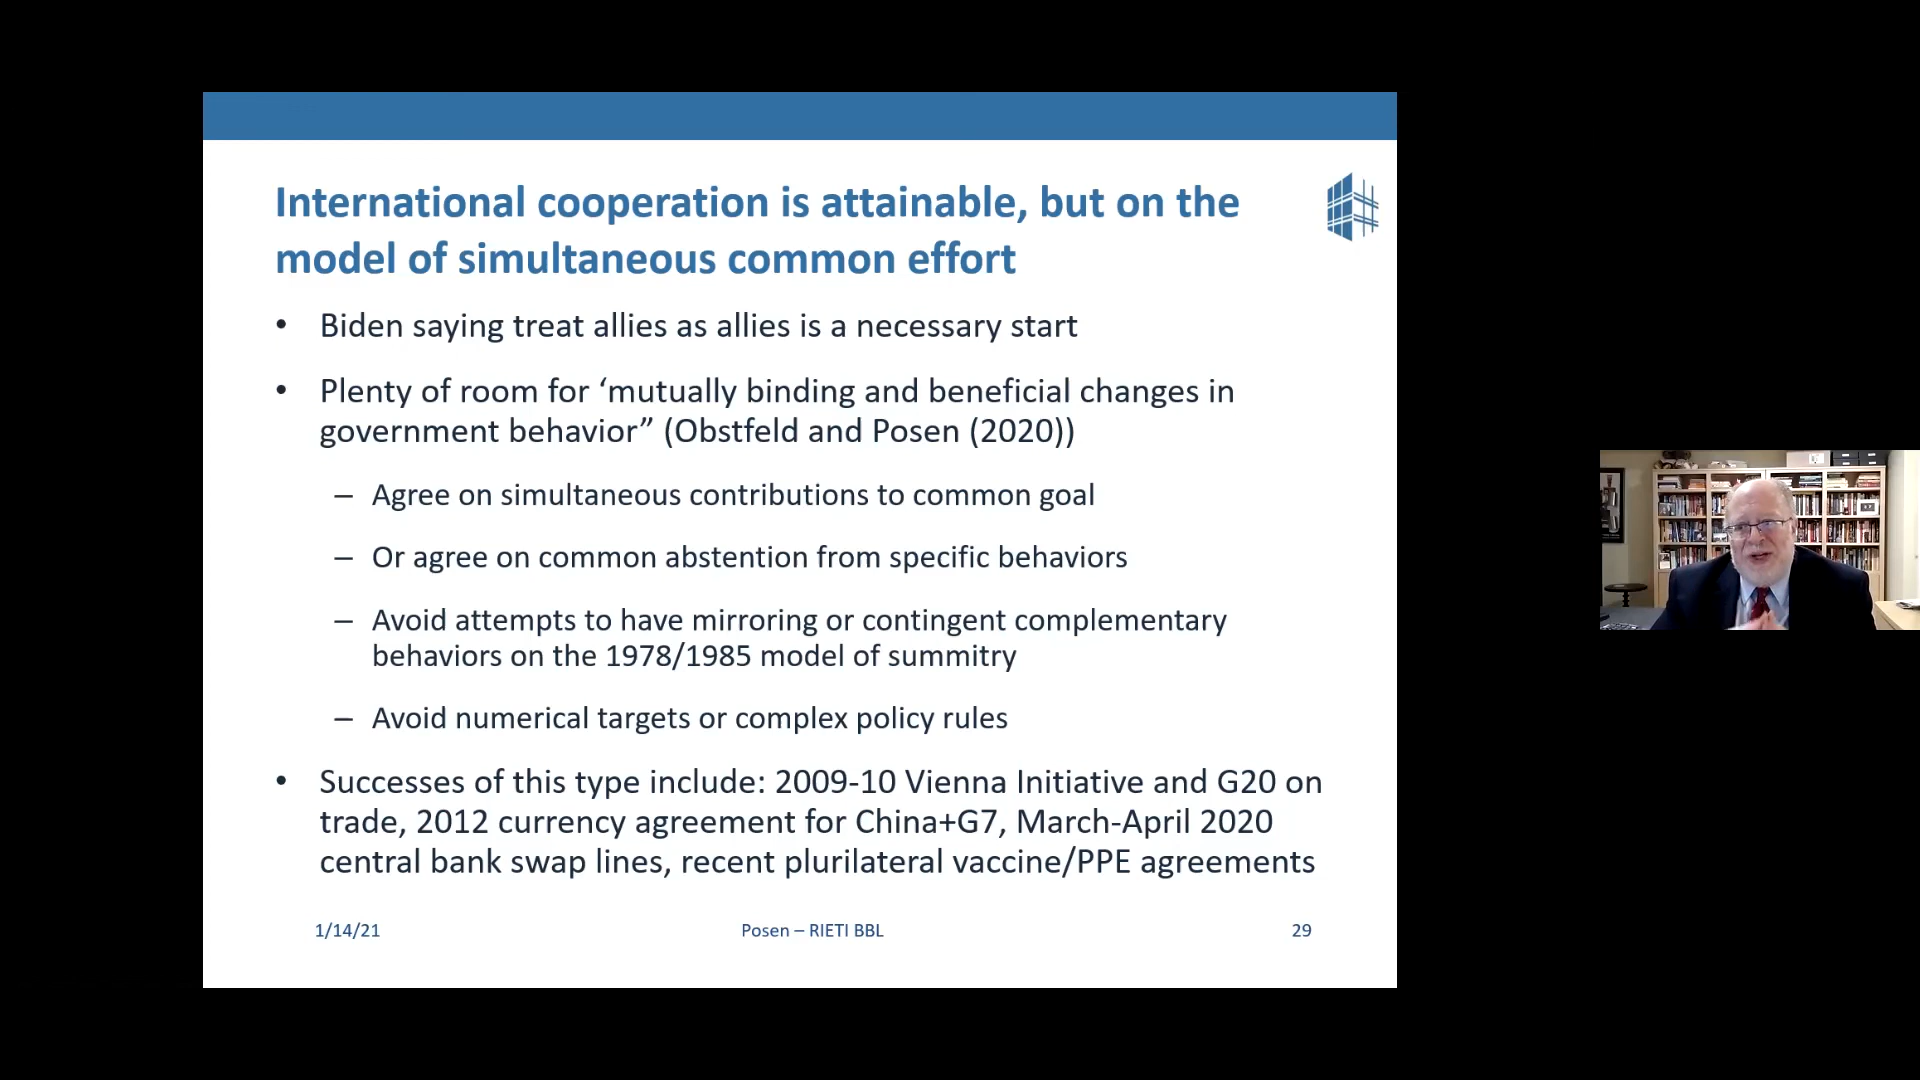 International cooperation is attainable, but on the
model of simultaneous common effort
• Biden saying treat allies as allies is a necessary start
• Plenty of room for ‘mutually binding and beneficial changes in
government behavior” (Obstfeld and Posen (2020))
– Agree on simultaneous contributions to common goal
– Or agree on common abstention from specific behaviors
– Avoid attempts to have mirroring or contingent complementary
behaviors on the 1978/1985 model of summitry
– Avoid numerical targets or complex policy rules
• Successes of this type include: 2009-10 Vienna Initiative and G20 on
trade, 2012 currency agreement for China+G7, March-April 2020
central bank swap lines, recent plurilateral vaccine/PPE agreements
1/14/21
Posen – RIETI BBL
29